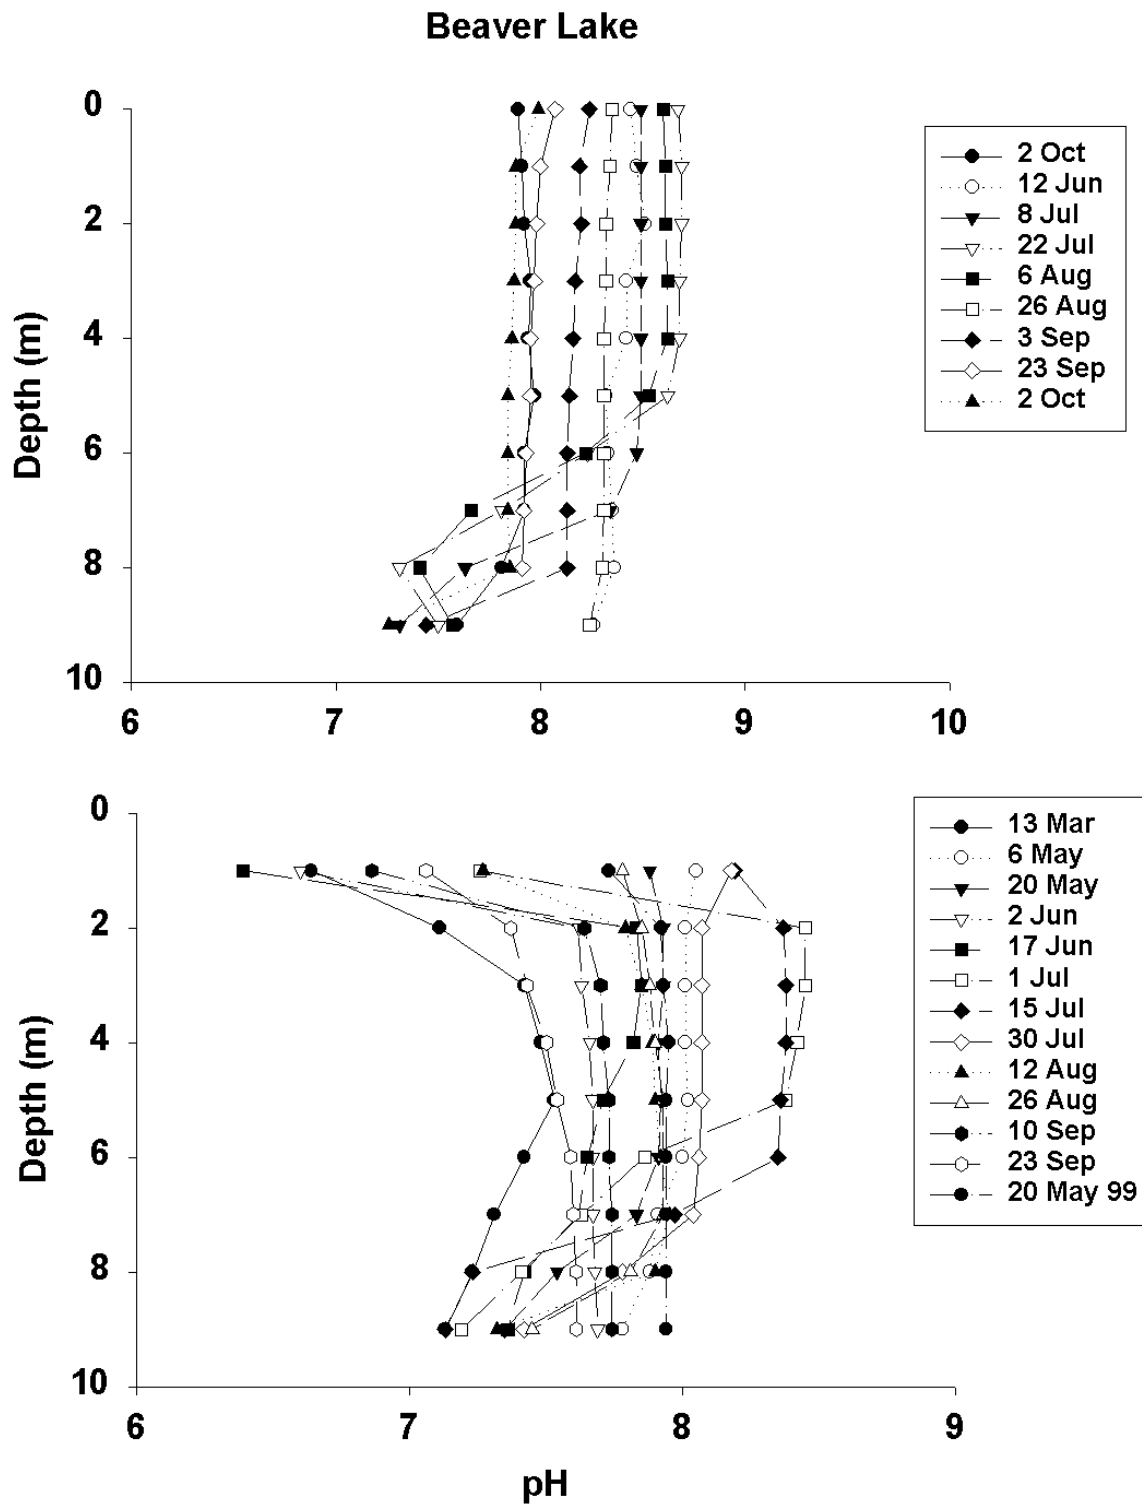 Beaver Lake
0
2
4
6
8
10
Depth (m)
6 7 8 9 10
2 Oct
12 Jun
8 Jul
22 Jul
6 Aug
26 Aug
3 Sep
23 Sep
2 Oct
0
2
4
6
8
10
Depth (m)
6 7 8 9
pH
13 Mar
6 May
20 May
2 Jun
17 Jun
1 Jul
15 Jul
30 Jul
12 Aug
26 Aug
10 Sep
23 Sep
20 May 99